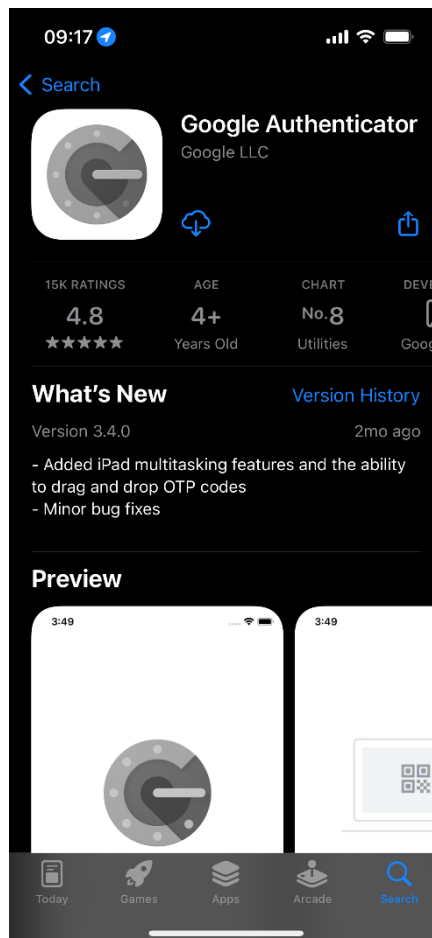 09:17
Search
Google Authenticator
Google LLC
15K RATINGS
AGE
CHART
4.8
4+
No.8
★★★★★
Years Old
Utilities
What's New
Version History
Version 3.4.0
2mo ago
- Added iPad multitasking features and the ability
to drag and drop OTP codes
- Minor bug fixes
Preview
3:49
3:49
Today
Games
Apps
Arcade
Search